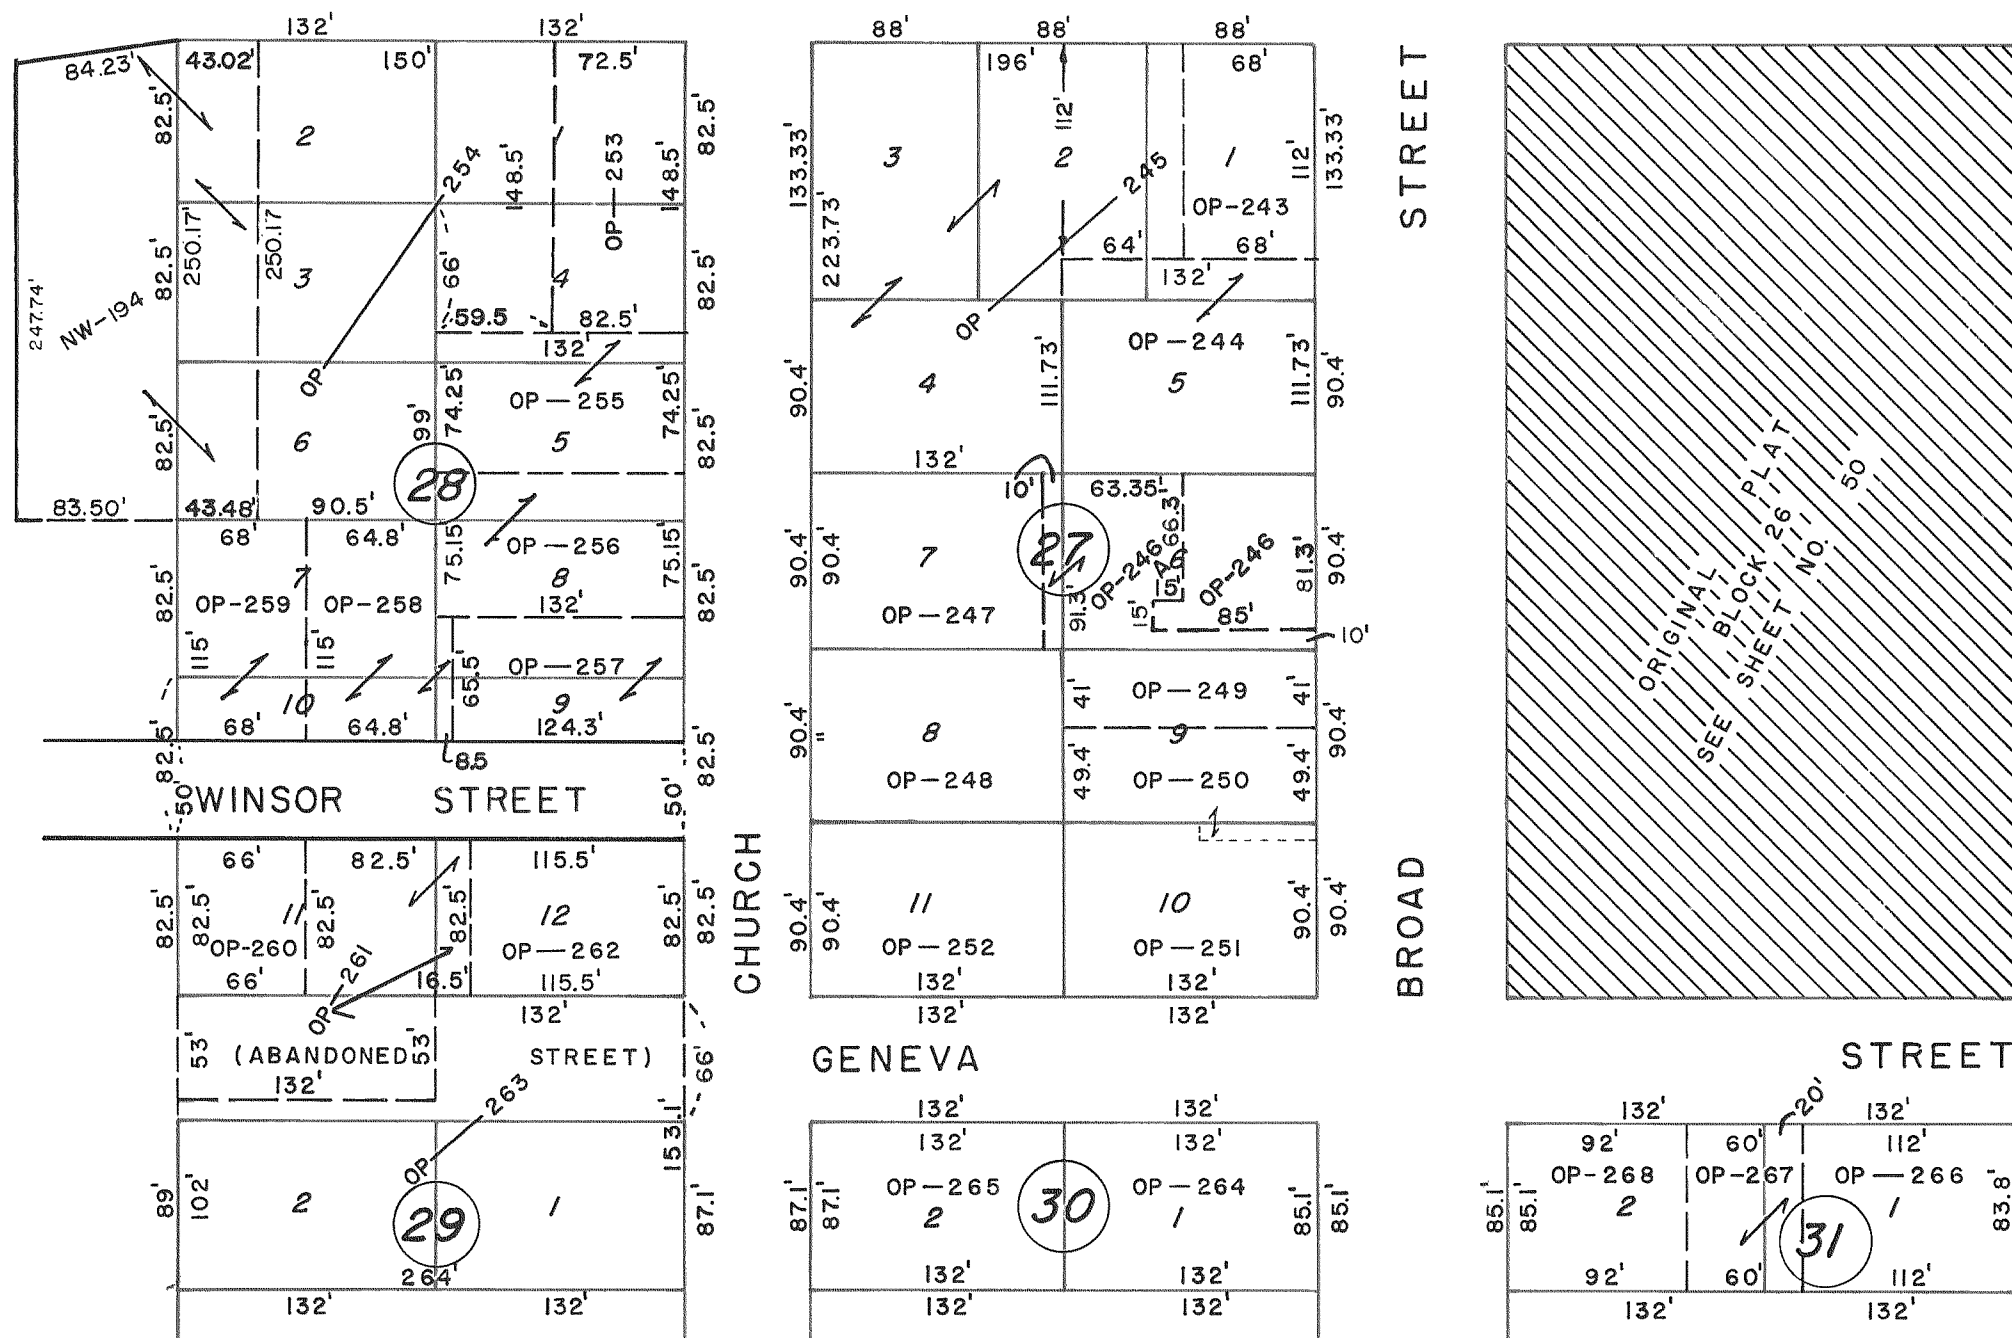 132' 132' 88' 88' 88'
84.23' 43.02' 150' 72.5' 196' 68'
82.5' 2 1 82.5' 133.33' 3 112' 2 1 112' 133.33'
254 148.5' OP—253 148.5' 245
OP-243
247.74' NW-194 82.5' 250.17' 250.17' 3 66' 4 82.5' 223.73' 64' 68'
59.5 82.5' 132'
132' OP OP—244
OP 74.25' OP—255 74.25' 90.4' 4 111.73' 5 111.73' 90.4'
82.5' 6 99' 5 82.5'
132'
28 10' 63.35'
83.50' 43.48' 90.5'
68' 64.8' 75.15' OP—256 75.15' 66.3
82.5' 7 8 82.5' 90.4' 90.4 7 27 OP-246 A 5.6' OP-246 81.3' 90.4'
OP-259 OP-258 132' OP-247 91.3' 15' 85'
115' 115' 10'
OP—257 OP—249
65.5' 41' 41'
10 9
68' 64.8' 124.3' 90.4' 8 9 90.4'
82.5' 8.5 82.5' OP—248 49.4' OP—250 49.4'
50' WINSOR STREET 50'
66' 82.5' 115.5'
82.5' 82.5' 11 82.5' 82.5' 12 82.5' 82.5' 90.4' 90.4' 11 10 90.4' 90.4'
OP-260 OP—261 OP—262 OP—252 OP—251
66' 16.5' 115.5' 132' 132'
132' 132' 132'
CHURCH
BROAD STREET
ORIGINAL PLAT
BLOCK 26
SEE SHEET NO. 50
53' (ABANDONED 53' STREET) 66' GENEVA STREET
132'
OP 263 153.1'
132' 132' 132' 20' 132'
132' 132' 92' 60' 112'
OP—265 OP—264 OP-268 OP-267 OP—266
89' 102' 2 29 1 87.1' 87.1' 87.1' 2 30 1 85.1' 85.1' 85.1' 85.1' 2 31 1 83.8'
264' 132' 132' 92' 60' 112'
132' 132' 132' 132' 132' 132'